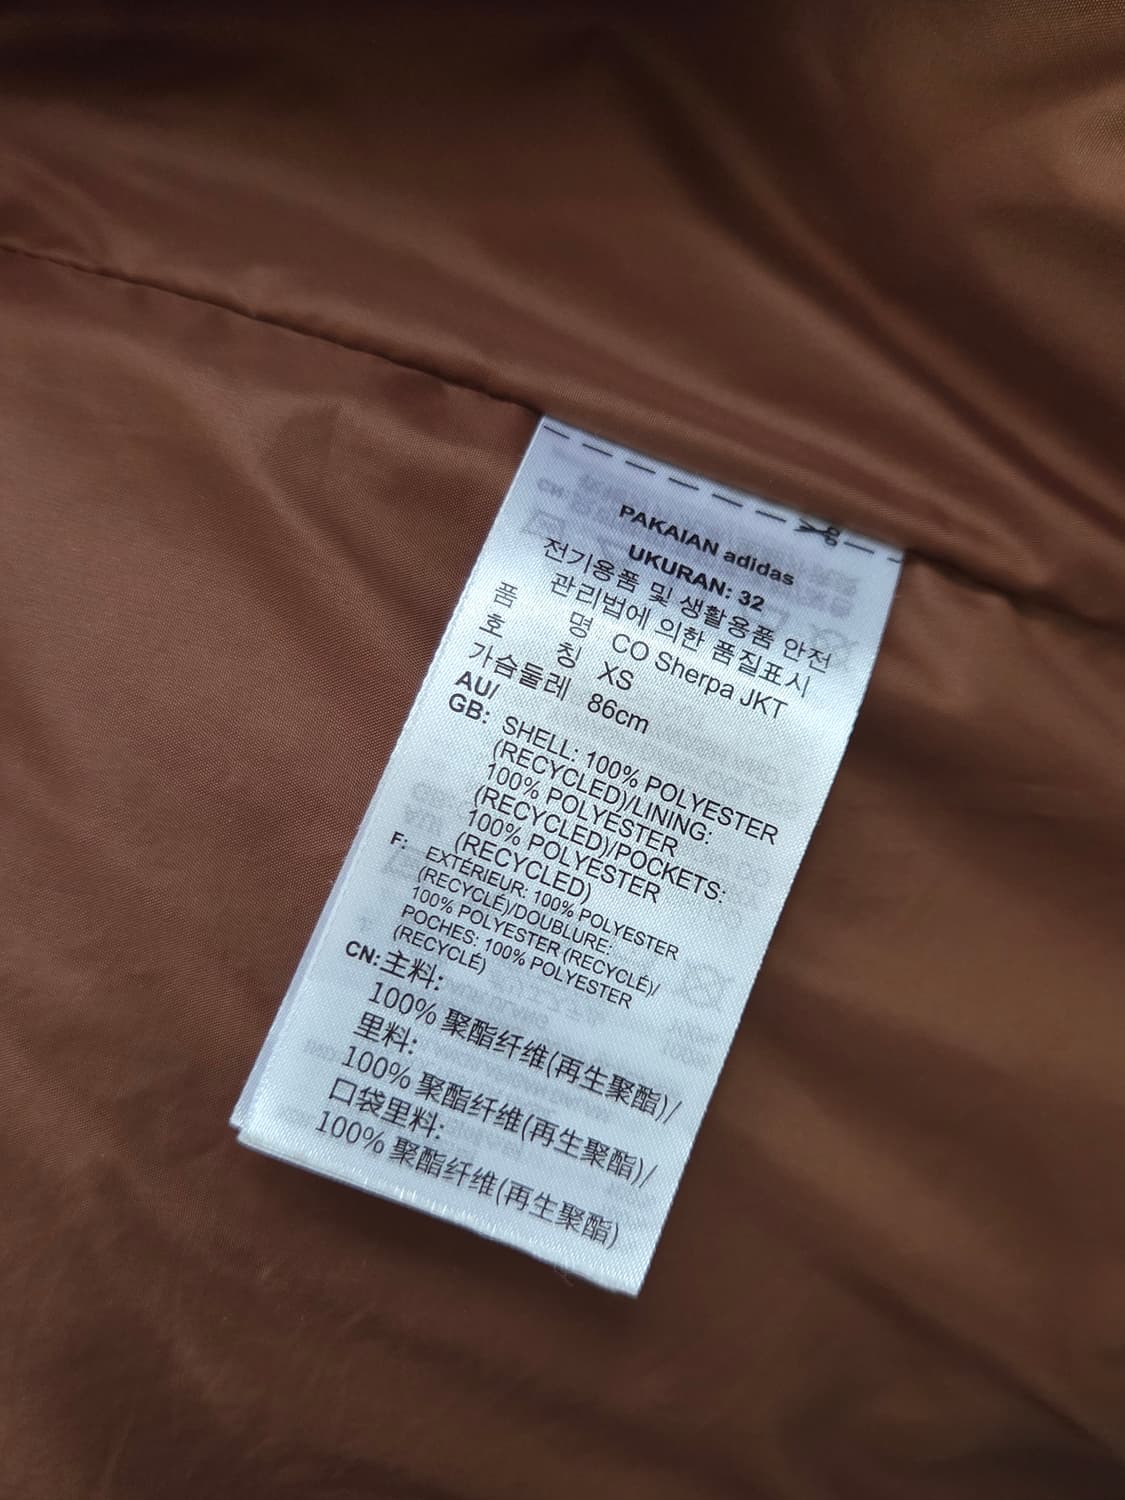 PAKAIAN adidas
UKURAN: 32
전기용품 및 생활용품 안전
관리법에 의한 품질표시
품 명 CO Sherpa JKT
호 칭 XS
가슴둘레 86cm
AU/
GB: SHELL: 100% POLYESTER
(RECYCLED)/LINING:
100% POLYESTER
(RECYCLED)/POCKETS:
100% POLYESTER
(RECYCLED)
F: EXTÉRIEUR: 100% POLYESTER
(RECYCLÉ)/DOUBLURE:
100% POLYESTER (RECYCLÉ)/
POCHES: 100% POLYESTER
(RECYCLÉ)
CN: 主料:
100% 聚酯纤维(再生聚酯)/
里料:
100% 聚酯纤维(再生聚酯)/
口袋里料:
100% 聚酯纤维(再生聚酯)